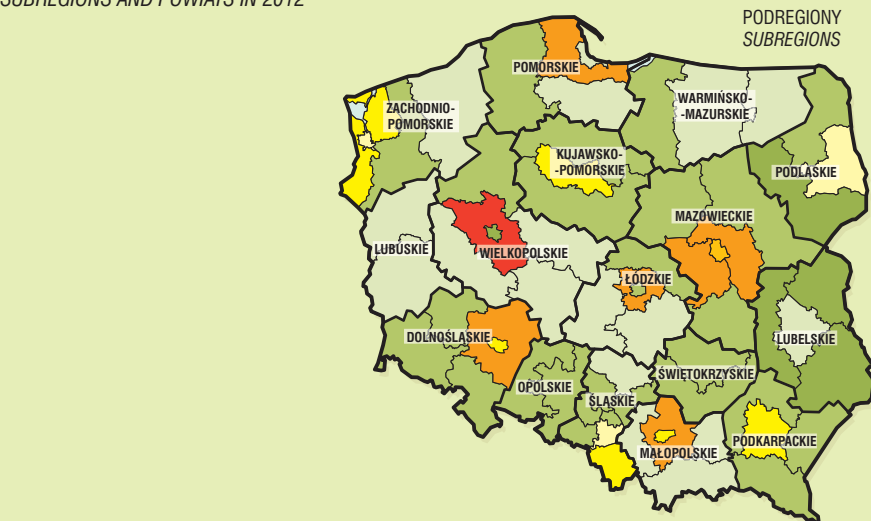 SUBREGIONS AND POWIATS IN 2012
PODREGIONY
SUBREGIONS
POMORSKIE
ZACHODNIO-
POMORSKIE
WARMIŃSKO-
-MAZURSKIE
KUJAWSKO-
-POMORSKIE
PODLASKIE
MAZOWIECKIE
LUBUSKIE
WIELKOPOLSKIE
ŁÓDZKIE
DOLNOŚLĄSKIE
LUBELSKIE
OPOLSKIE
ŚLĄSKIE
ŚWIĘTOKRZYSKIE
MAŁOPOLSKIE
PODKARPACKIE